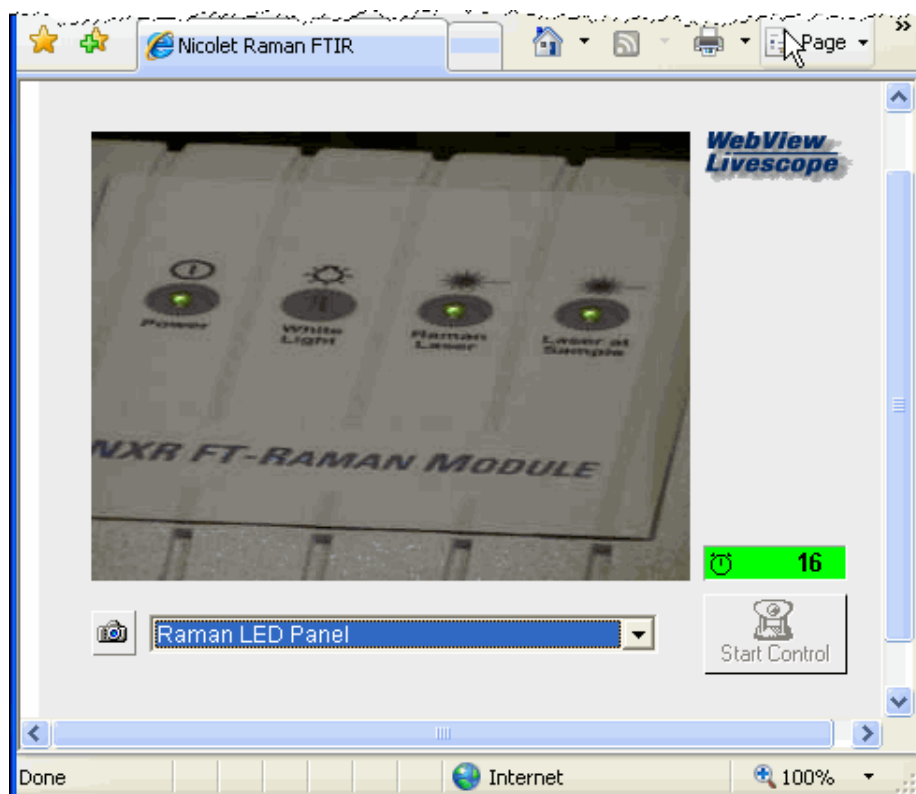 Nicolet Raman FTIR
Page
»
WebView
Livescope
Power
White
Light
Raman
Laser
Laser at
Sample
NXR FT-RAMAN MODULE
16
Raman LED Panel
Start Control
Done
Internet
100%